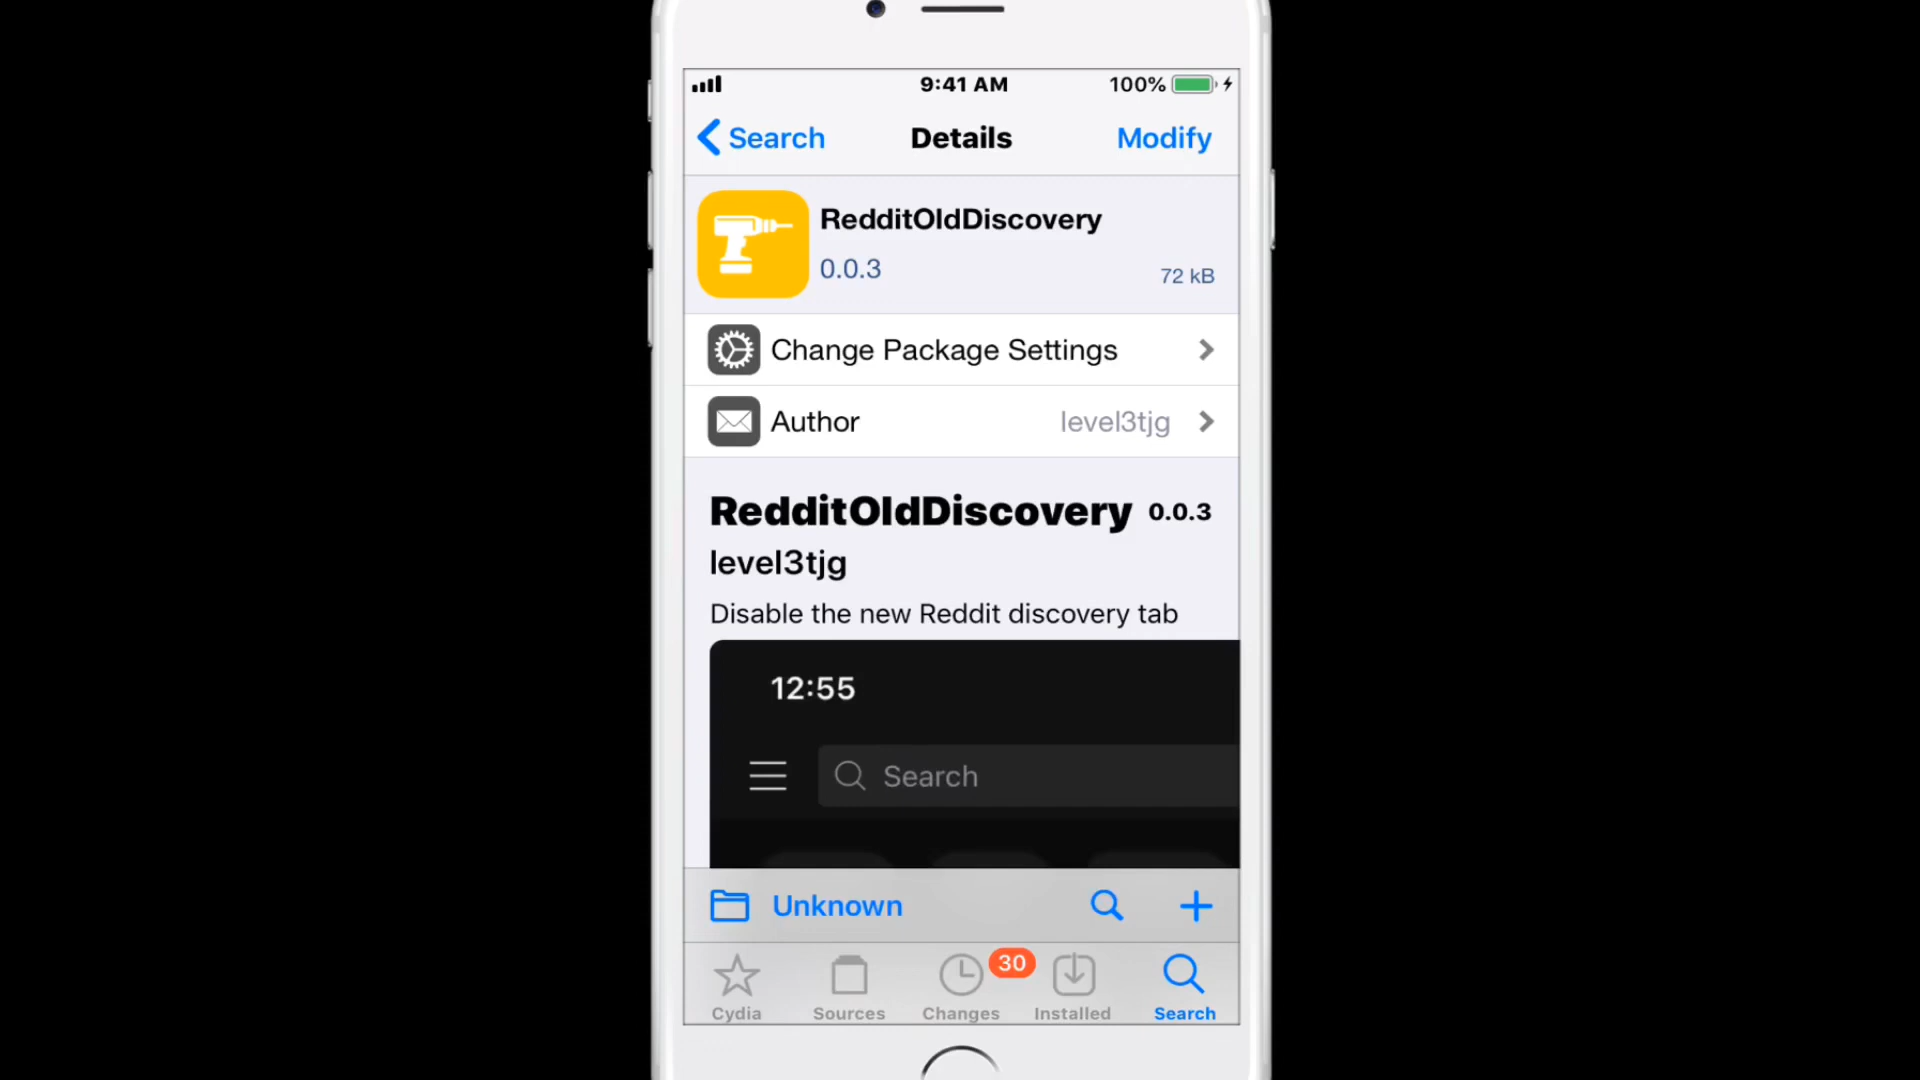 9:41 AM
100%
Search
Details
Modify
RedditOldDiscovery
0.0.3
72 kB
Change Package Settings
Author
level3tjg
RedditOldDiscovery 0.0.3
level3tjg
Disable the new Reddit discovery tab
12:55
Search
Unknown
30
Cydia
Sources
Changes
Installed
Search